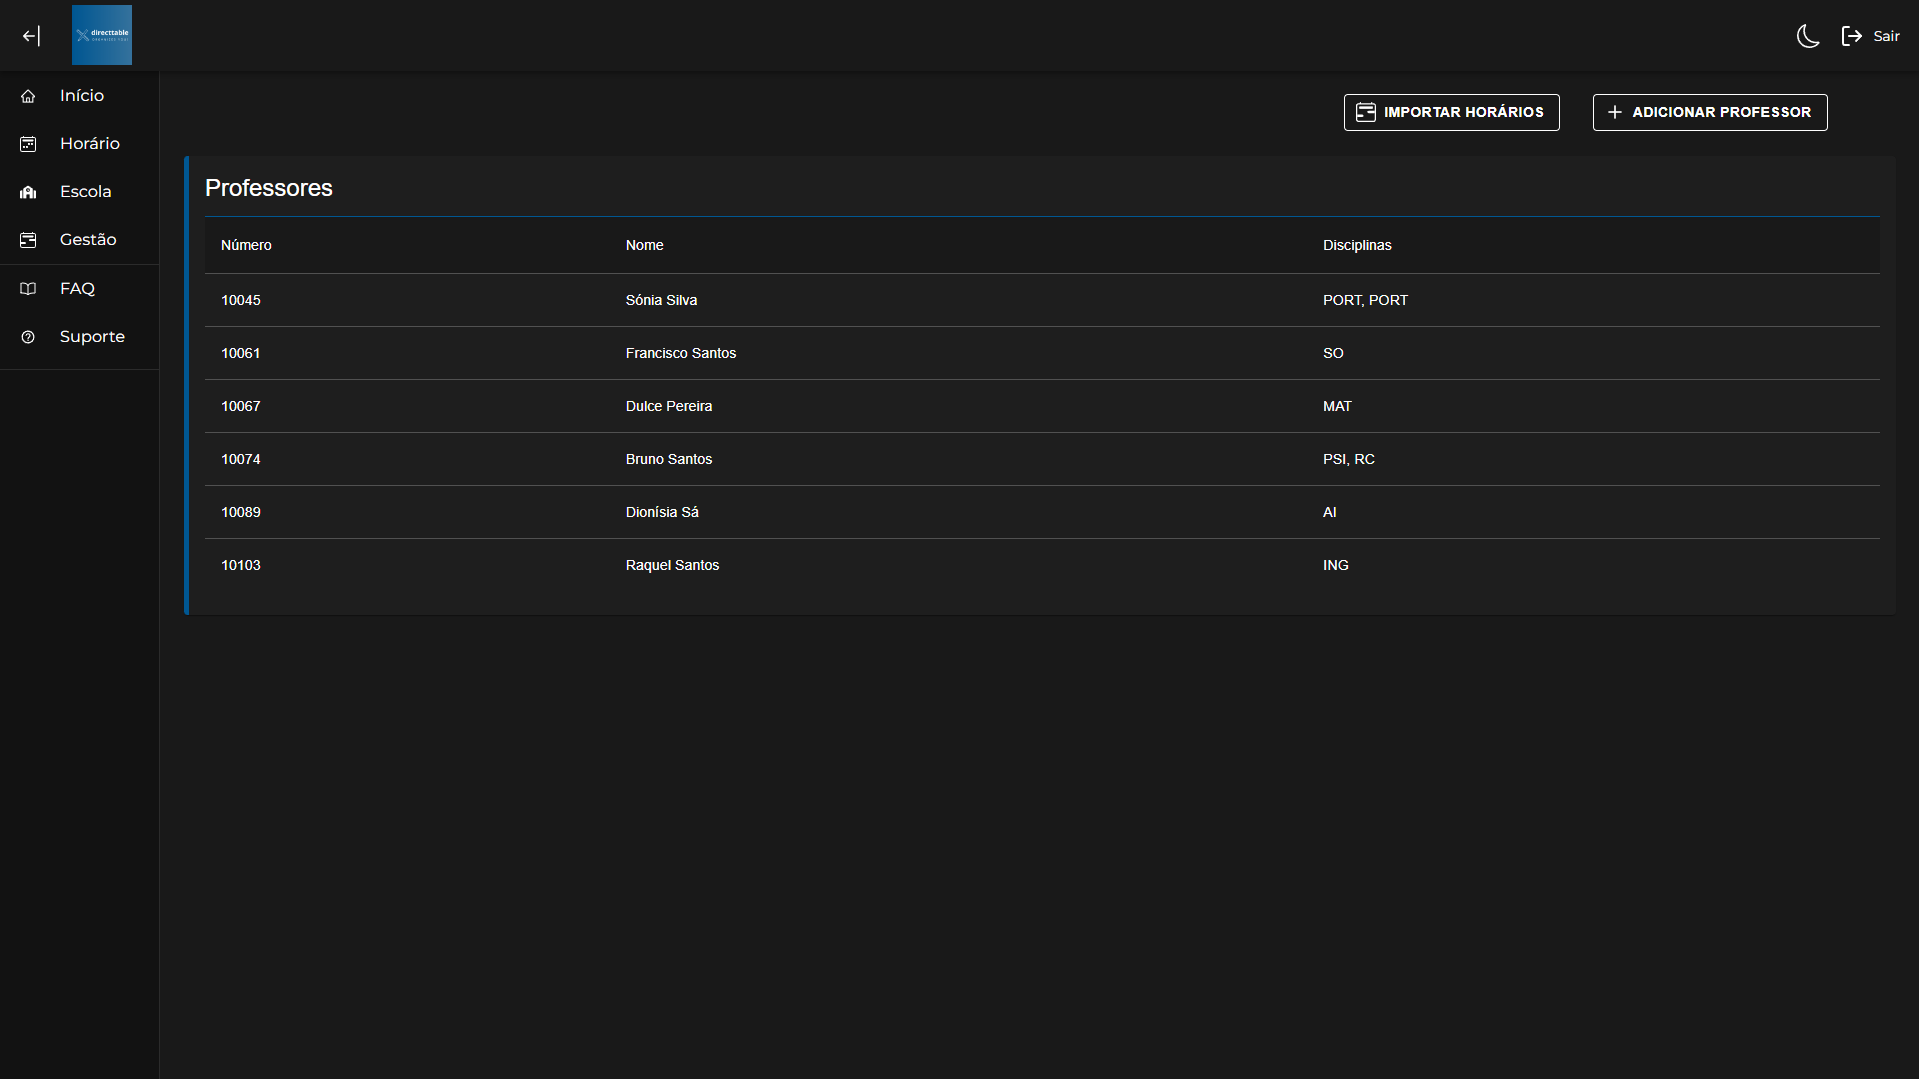 directtable
Sair
Início
Horário
Escola
Gestão
FAQ
Suporte
IMPORTAR HORÁRIOS
ADICIONAR PROFESSOR
Professores
Número Nome Disciplinas
10045 Sónia Silva PORT, PORT
10061 Francisco Santos SO
10067 Dulce Pereira MAT
10074 Bruno Santos PSI, RC
10089 Dionísia Sá AI
10103 Raquel Santos ING